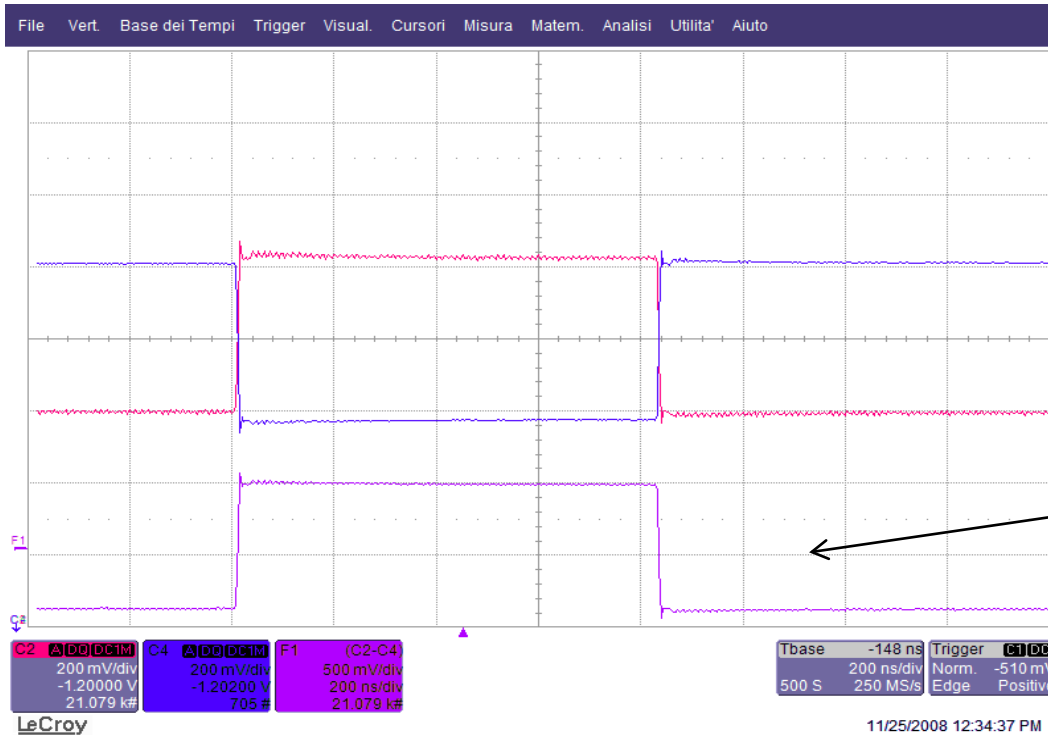 File Vert. Base dei Tempi Trigger Visual. Cursori Misura Matem. Analisi Utilita' Aiuto
F1
C2 A DO DC1M C4 A DO DC1M F1 (C2-C4) Tbase -148 ns Trigger C1 DC
200 mV/div 200 mV/div 500 mV/div 200 ns/div Norm. -510 mV
-1.20000 V -1.20200 V 200 ns/div 500 S 250 MS/s Edge Positive
21.079 k# 705 # 21.079 k#
LeCroy 11/25/2008 12:34:37 PM